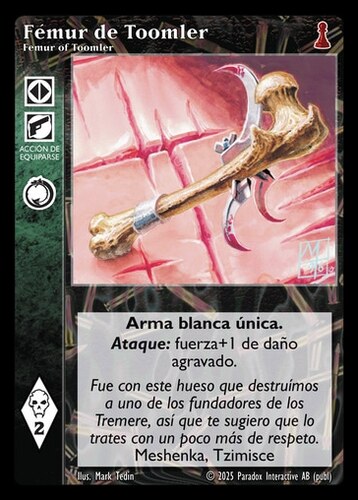 Fémur de Toomler
Femur of Toomler
ACCIÓN DE
EQUIPARSE
Arma blanca única.
Ataque: fuerza+1 de daño
agravado.
Fue con este hueso que destruímos
a uno de los fundadores de los
Tremere, así que te sugiero que lo
trates con un poco más de respeto.
Meshenka, Tzimisce
2
Illus. Mark Tedin
© 2025 Paradox Interactive AB (publ)